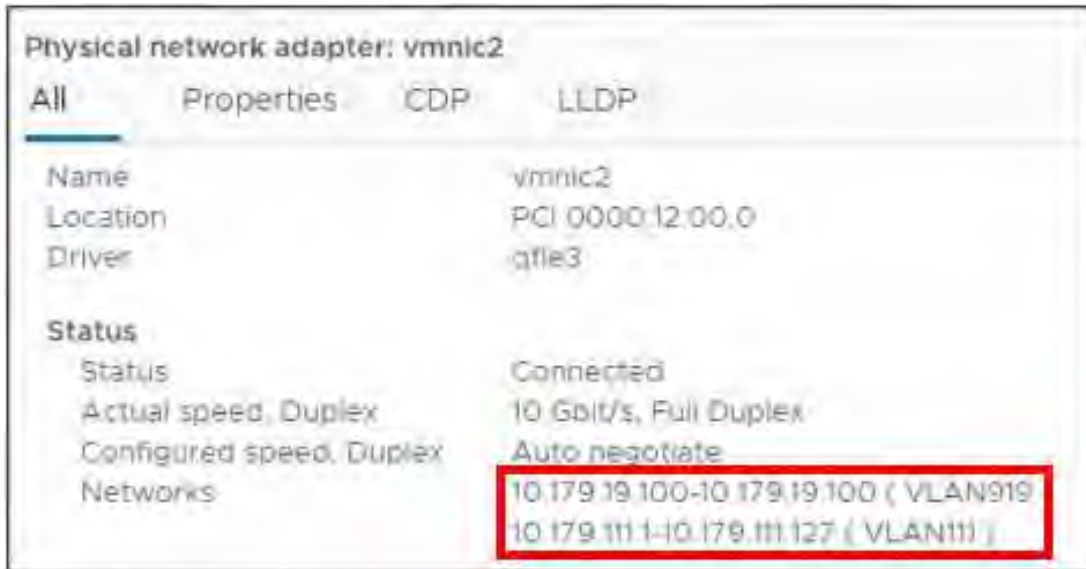 Physical network adapter: vmnic2
All Properties CDP LLDP
Name vmnic2
Location PCI 0000:12:00.0
Driver qfle3
Status
Status Connected
Actual speed, Duplex 10 Gbit/s, Full Duplex
Configured speed, Duplex Auto negotiate
Networks 10.179.19.100-10.179.19.100 ( VLAN919
10.179.111.1-10.179.111.127 ( VLAN111 )